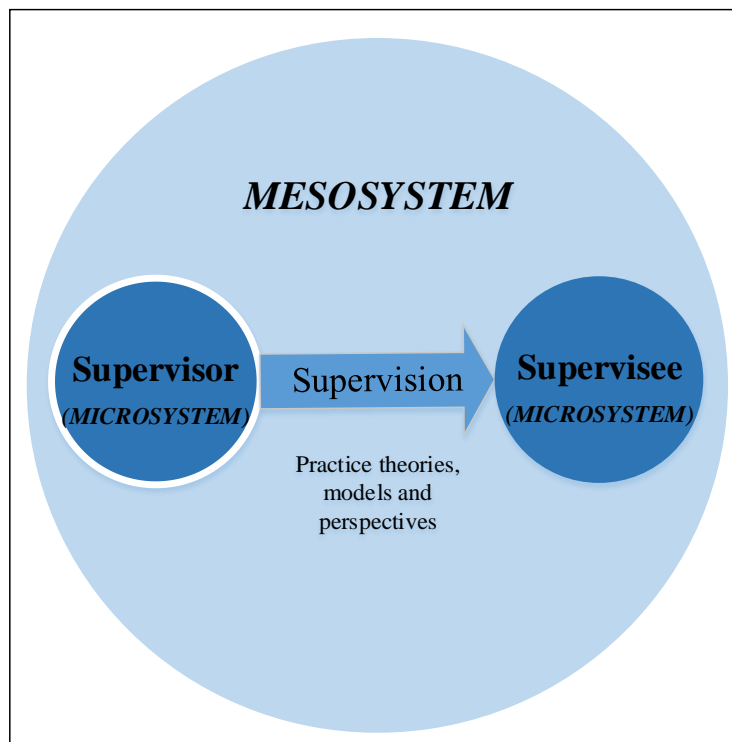 MESOSYSTEM
Supervisor
(MICROSYSTEM)
Supervision
Supervisee
(MICROSYSTEM)
Practice theories,
models and
perspectives